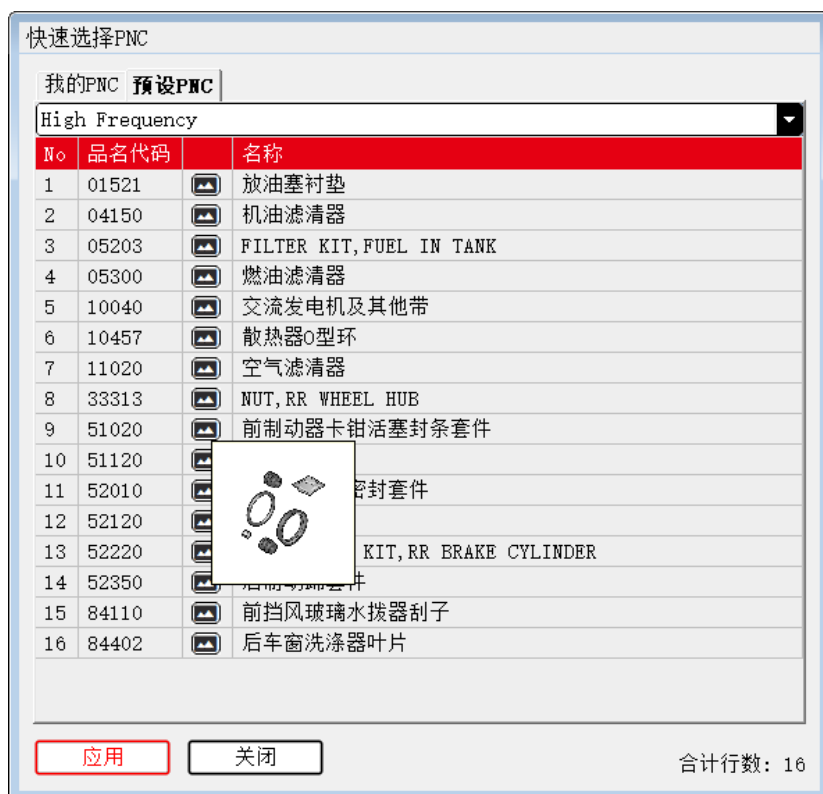 快速选择PNC
我的PNC 预设PNC
High Frequency
No 品名代码 名称
1 01521 放油塞衬垫
2 04150 机油滤清器
3 05203 FILTER KIT,FUEL IN TANK
4 05300 燃油滤清器
5 10040 交流发电机及其他带
6 10457 散热器O型环
7 11020 空气滤清器
8 33313 NUT,RR WHEEL HUB
9 51020 前制动器卡钳活塞封条套件
10 51120
11 52010 密封套件
12 52120
13 52220 KIT,RR BRAKE CYLINDER
14 52350 后制动蹄套件
15 84110 前挡风玻璃水拨器刮子
16 84402 后车窗洗涤器叶片
应用 关闭 合计行数: 16